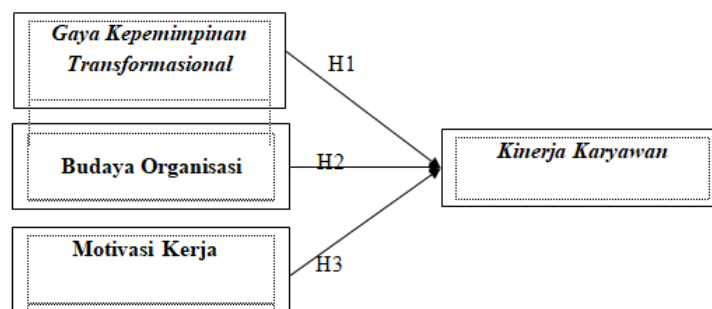 Gaya Kepemimpinan
Transformasional
H1
Budaya Organisasi
H2
Kinerja Karyawan
Motivasi Kerja
H3